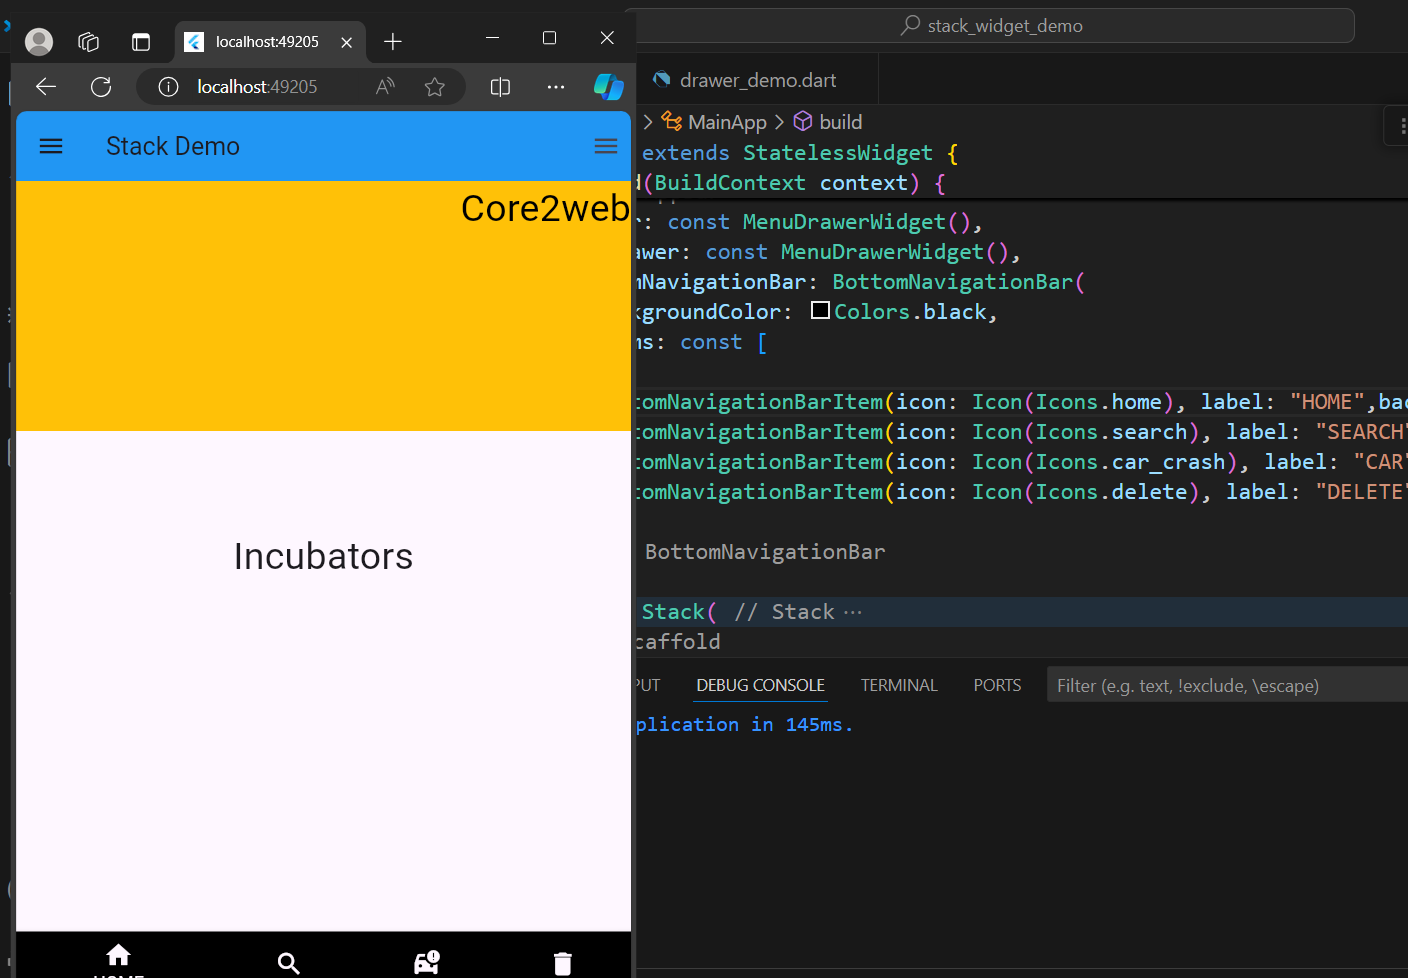 stack_widget_demo
localhost:49205
localhost:49205
Stack Demo
Core2web
Incubators
drawer_demo.dart
MainApp
build
extends StatelessWidget {
(BuildContext context) {
: const MenuDrawerWidget(),
awer: const MenuDrawerWidget(),
mNavigationBar: BottomNavigationBar(
kgroundColor: Colors.black,
ms: const [
tomNavigationBarItem(icon: Icon(Icons.home), label: "HOME",bac
tomNavigationBarItem(icon: Icon(Icons.search), label: "SEARCH"
tomNavigationBarItem(icon: Icon(Icons.car_crash), label: "CAR"
tomNavigationBarItem(icon: Icon(Icons.delete), label: "DELETE"
BottomNavigationBar
Stack( // Stack ···
caffold
PUT
DEBUG CONSOLE
TERMINAL
PORTS
Filter (e.g. text, !exclude, \escape)
plication in 145ms.
HOME